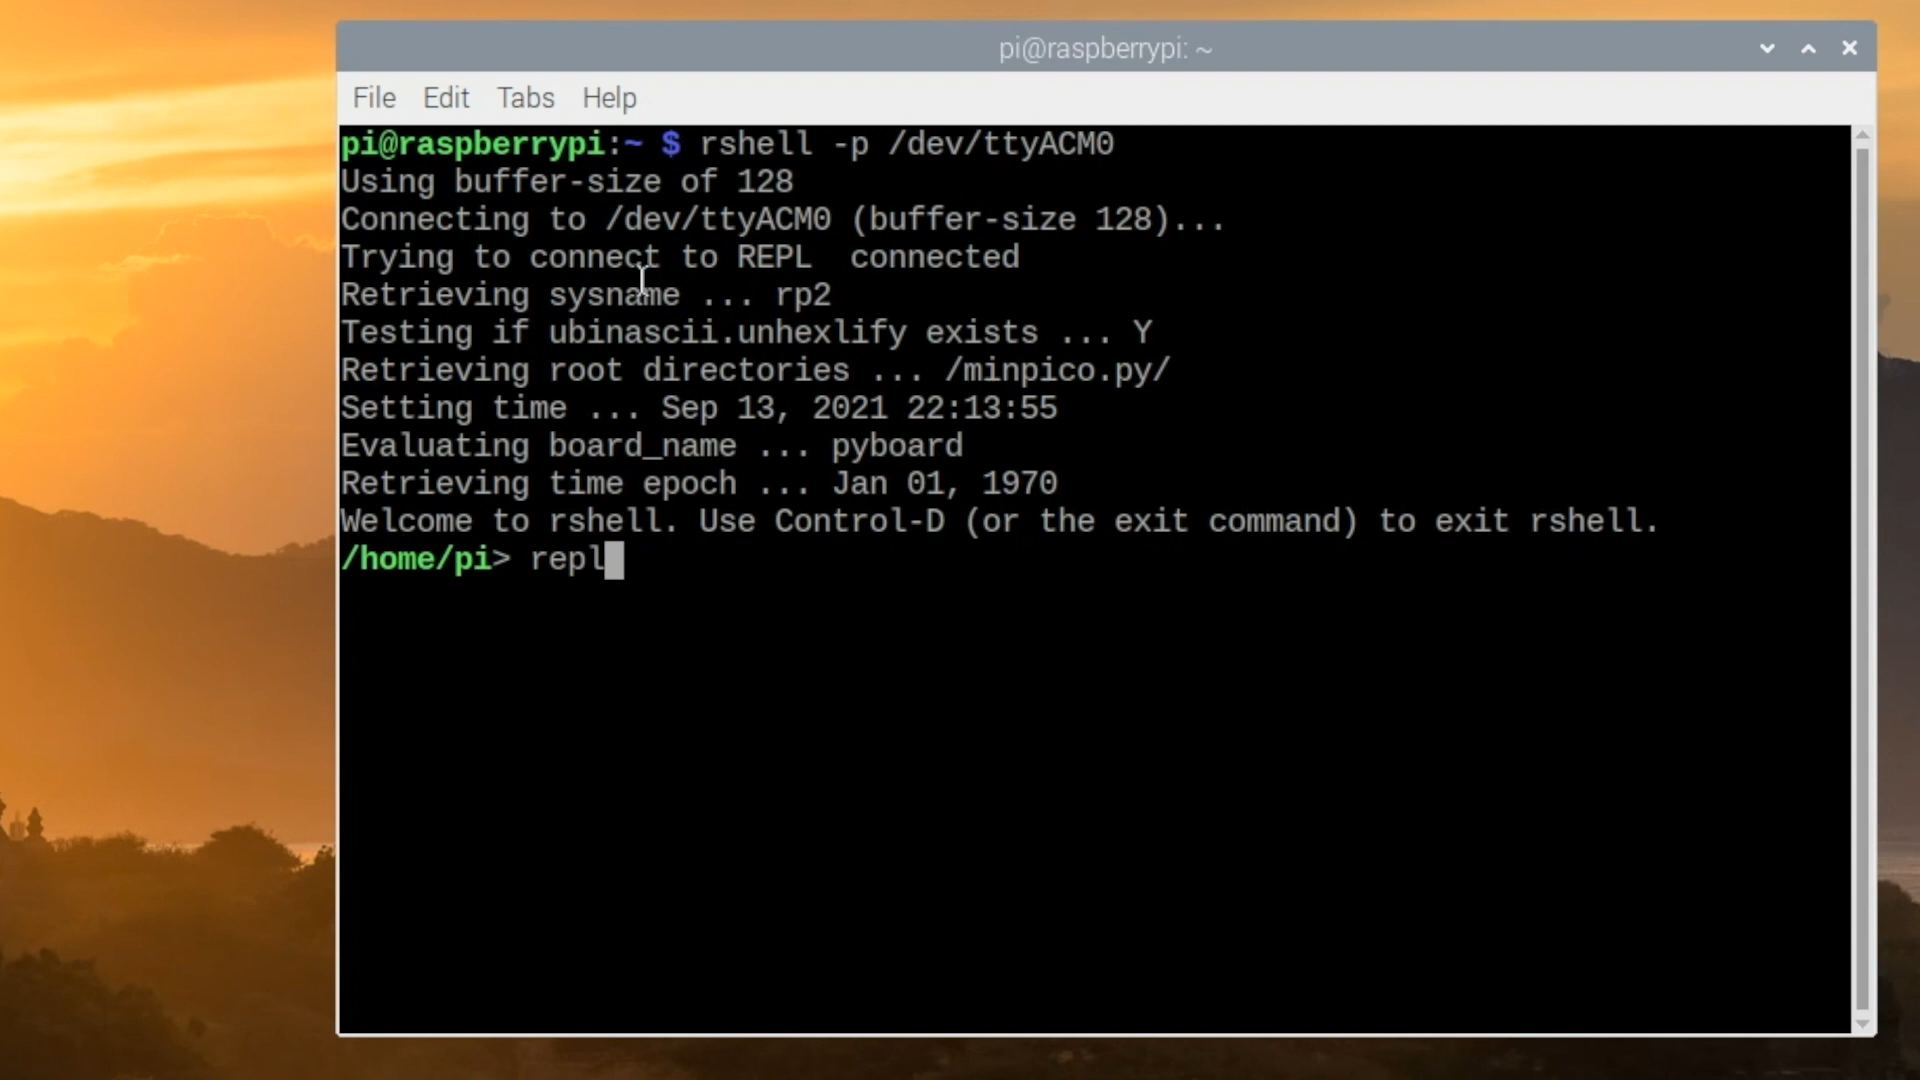 pi@raspberrypi: ~
File Edit Tabs Help
pi@raspberrypi:~ $ rshell -p /dev/ttyACM0
Using buffer-size of 128
Connecting to /dev/ttyACM0 (buffer-size 128)...
Trying to connect to REPL  connected
Retrieving sysname ... rp2
Testing if ubinascii.unhexlify exists ... Y
Retrieving root directories ... /minpico.py/
Setting time ... Sep 13, 2021 22:13:55
Evaluating board_name ... pyboard
Retrieving time epoch ... Jan 01, 1970
Welcome to rshell. Use Control-D (or the exit command) to exit rshell.
/home/pi> repl